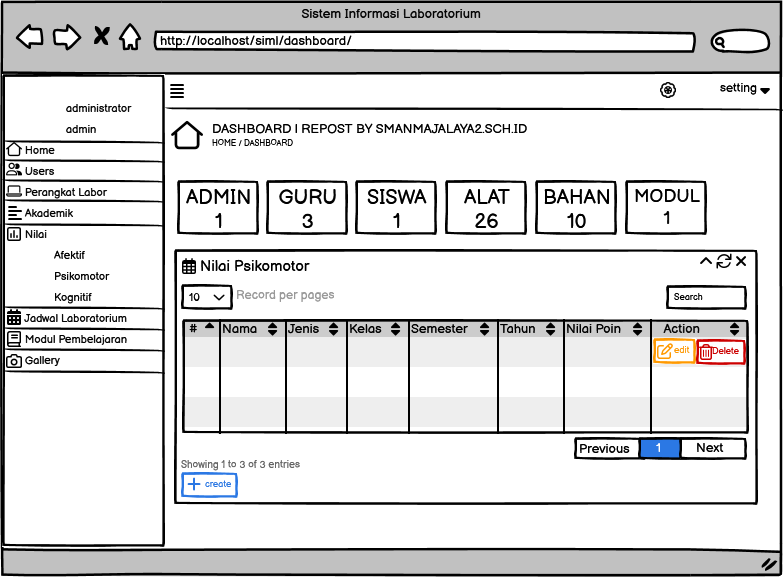 Sistem Informasi Laboratorium
http://localhost/siml/dashboard/
setting
administrator
admin
Home
Users
Perangkat Labor
Akademik
Nilai
Afektif
Psikomotor
Kognitif
Jadwal Laboratorium
Modul Pembelajaran
Gallery
DASHBOARD | REPOST BY SMANMAJALAYA2.SCH.ID
HOME / DASHBOARD
ADMIN
1
GURU
3
SISWA
1
ALAT
26
BAHAN
10
MODUL
1
Nilai Psikomotor
10 Record per pages
Search
# Nama Jenis Kelas Semester Tahun Nilai Poin Action
edit Delete
Previous 1 Next
Showing 1 to 3 of 3 entries
create